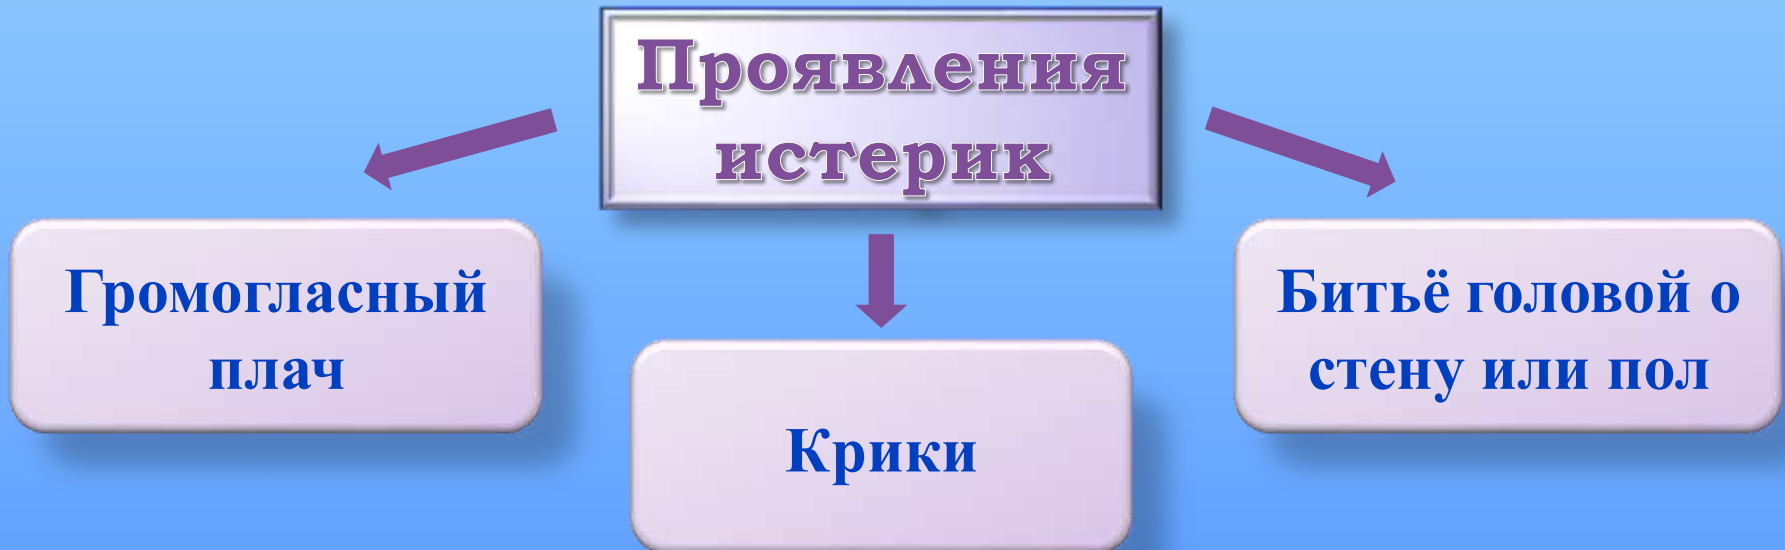 Проявления
истерик
Громогласный
плач
Крики
Битьё головой о
стену или пол